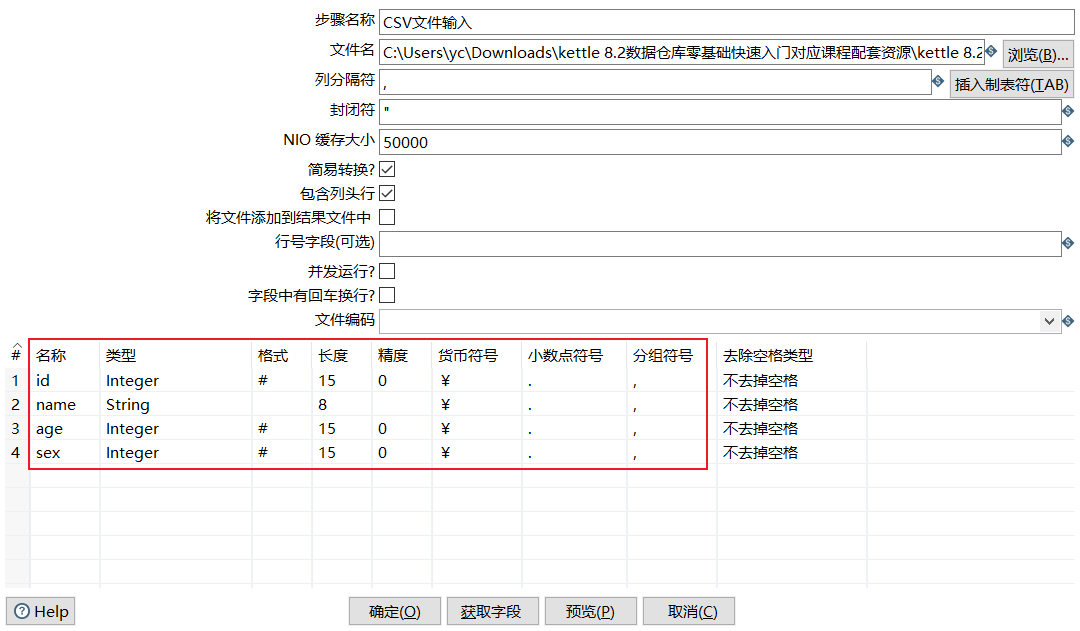 步骤名称 CSV文件输入
文件名 C:\Users\yc\Downloads\kettle 8.2数据仓库零基础快速入门对应课程配套资源\kettle 8.2 浏览(B)...
列分隔符 , 插入制表符(TAB)
封闭符 "
NIO 缓存大小 50000
简易转换?
包含列头行
将文件添加到结果文件中
行号字段(可选)
并发运行?
字段中有回车换行?
文件编码
# 名称 类型 格式 长度 精度 货币符号 小数点符号 分组符号 去除空格类型
1 id Integer # 15 0 ¥ . , 不去掉空格
2 name String 8 ¥ . , 不去掉空格
3 age Integer # 15 0 ¥ . , 不去掉空格
4 sex Integer # 15 0 ¥ . , 不去掉空格
Help 确定(O) 获取字段 预览(P) 取消(C)